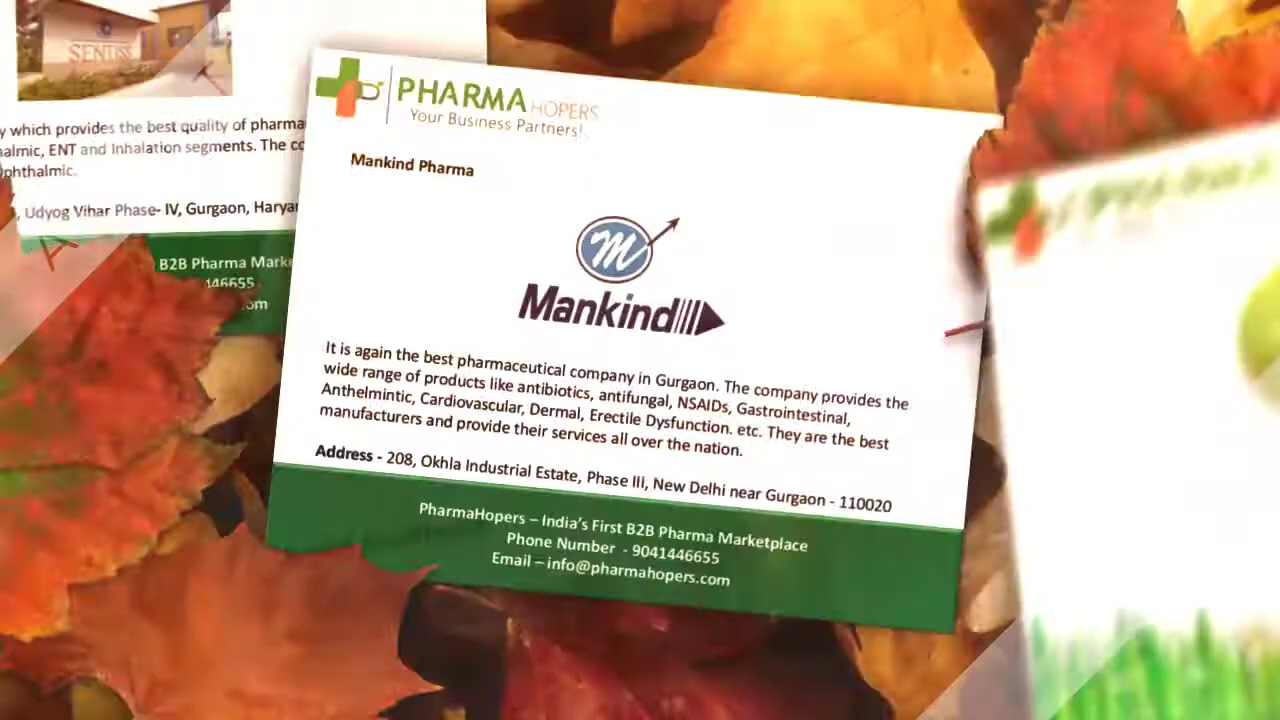 SENTISS
y which provides the best quality of pharma
almic, ENT and Inhalation segments. The co
phthalmic.
, Udyog Vihar Phase- IV, Gurgaon, Haryan
B2B Pharma Marke
146655
.om
PHARMA HOPERS
Your Business Partners!
Mankind Pharma
m
Mankind
It is again the best pharmaceutical company in Gurgaon. The company provides the
wide range of products like antibiotics, antifungal, NSAIDs, Gastrointestinal,
Anthelmintic, Cardiovascular, Dermal, Erectile Dysfunction. etc. They are the best
manufacturers and provide their services all over the nation.
Address - 208, Okhla Industrial Estate, Phase III, New Delhi near Gurgaon - 110020
PharmaHopers – India's First B2B Pharma Marketplace
Phone Number - 9041446655
Email – info@pharmahopers.com